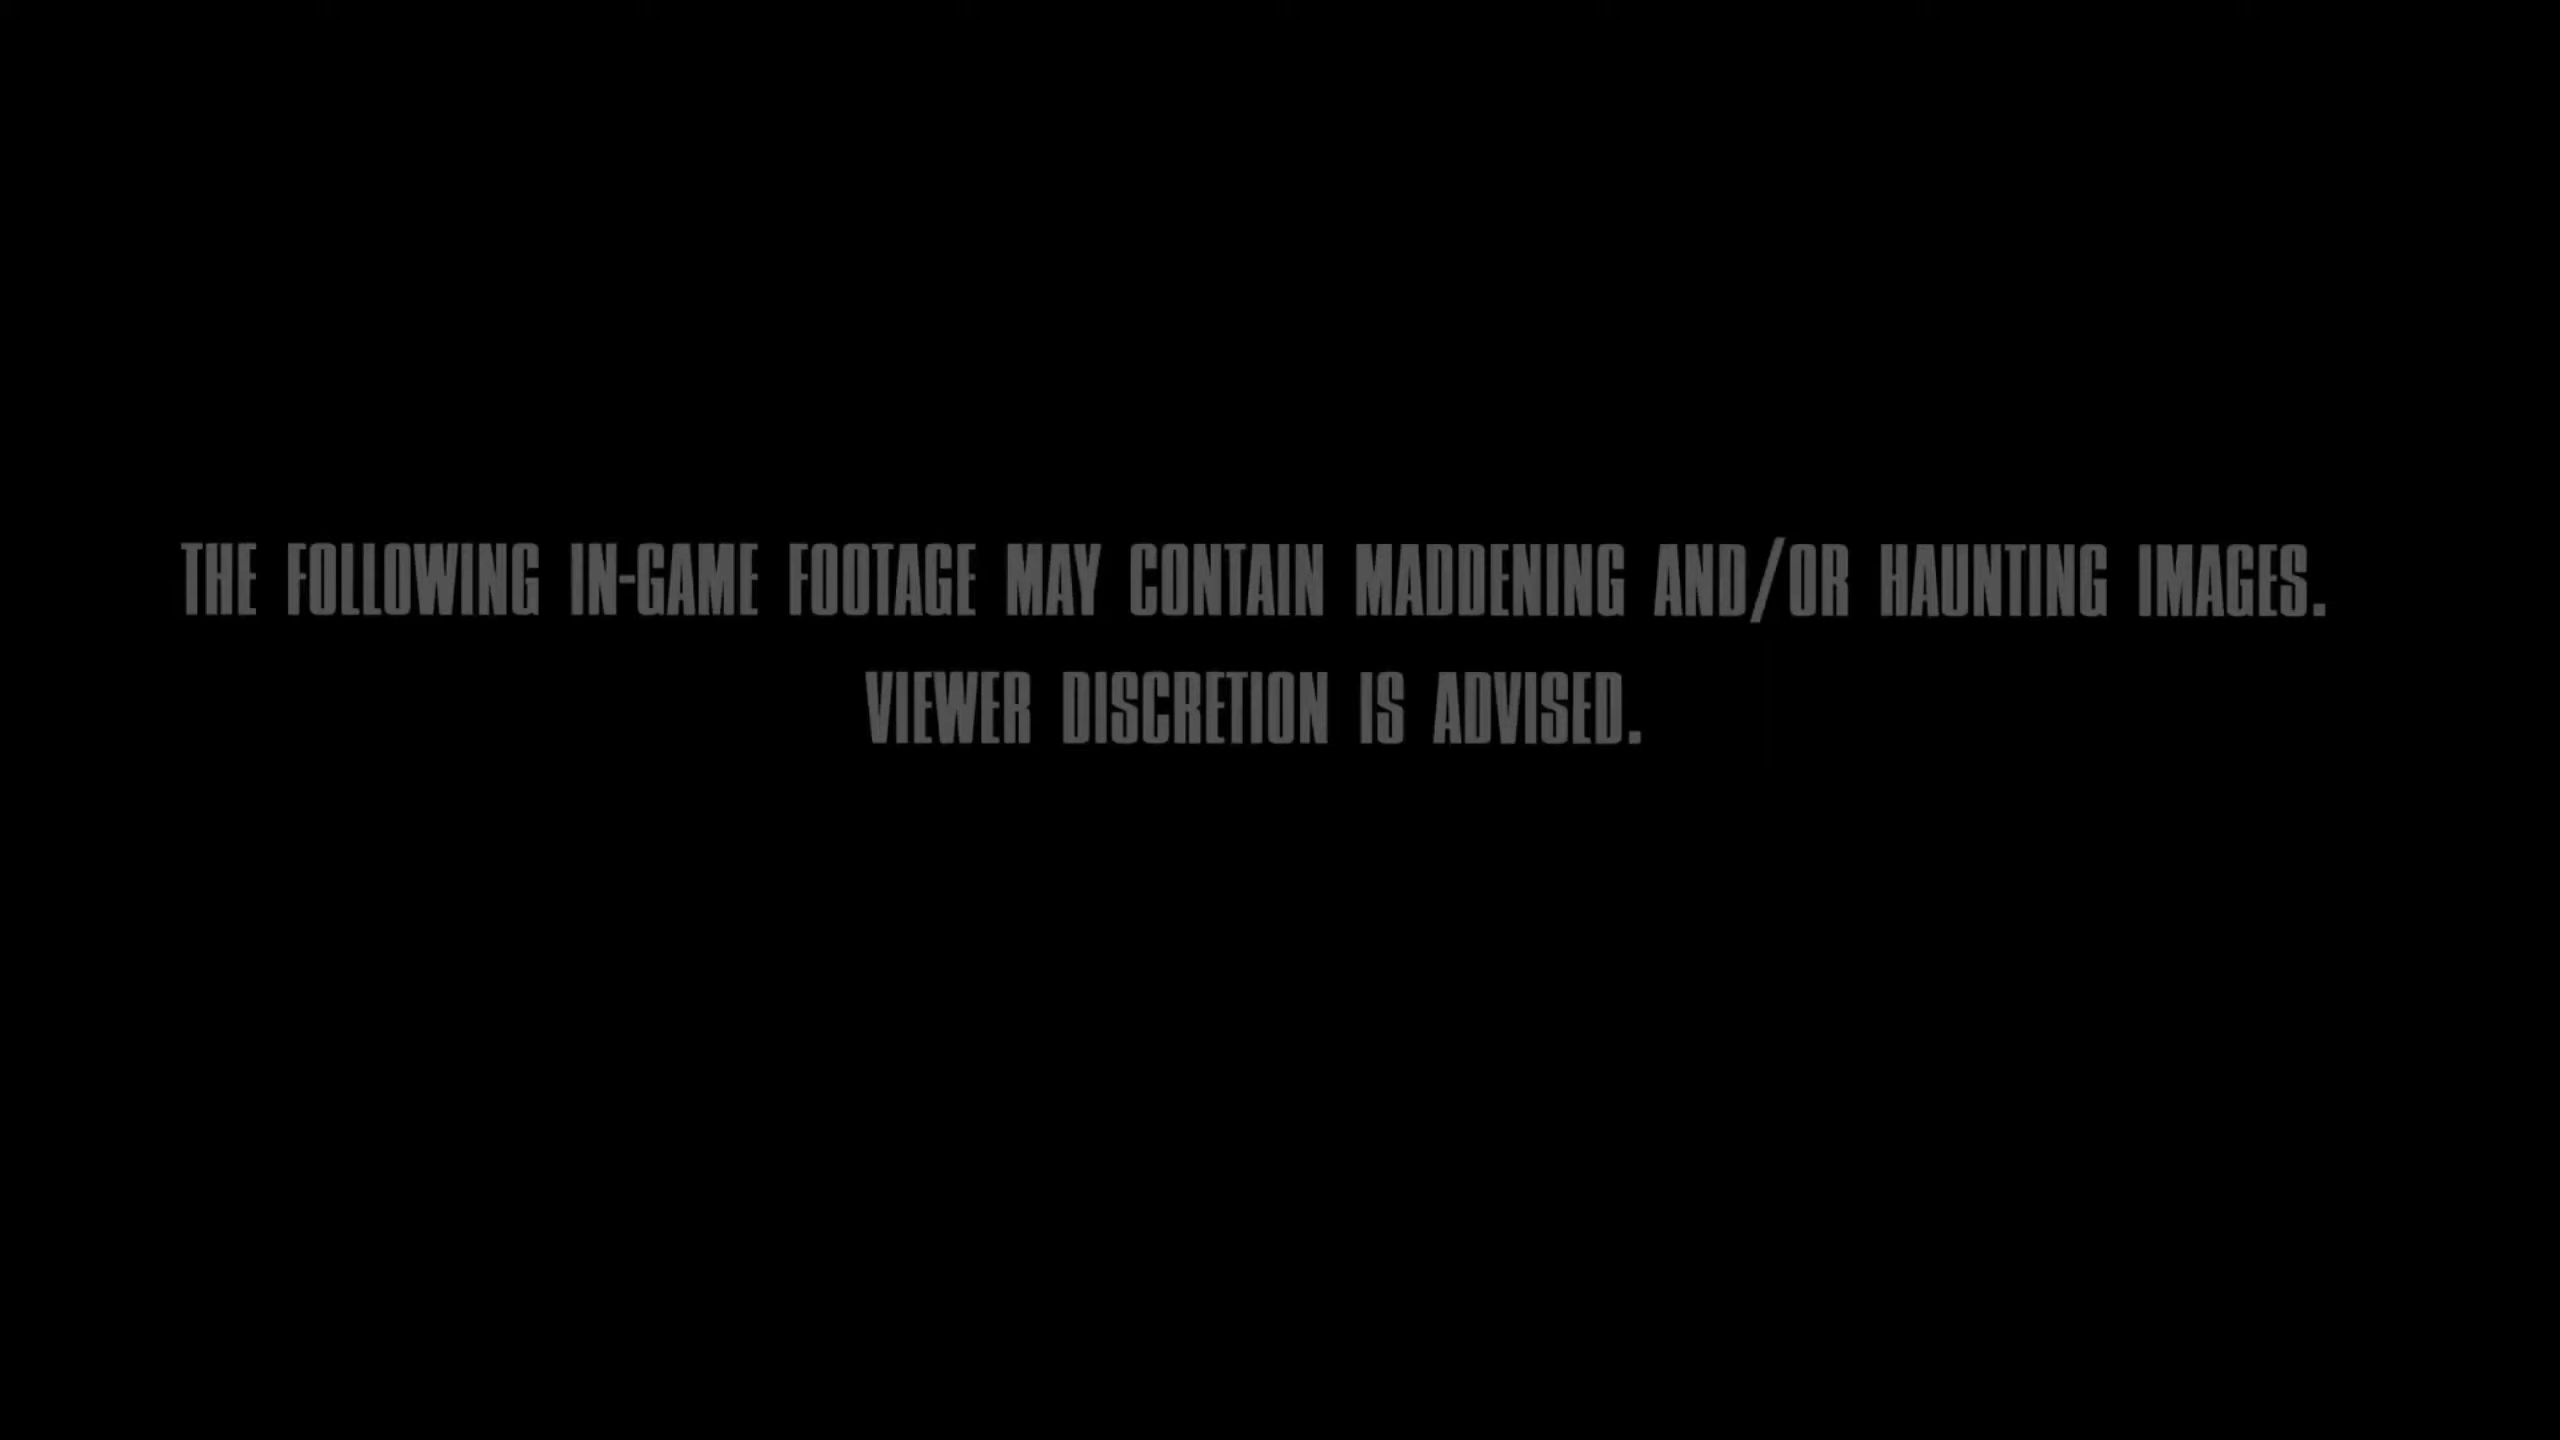 THE FOLLOWING IN-GAME FOOTAGE MAY CONTAIN MADDENING AND/OR HAUNTING IMAGES.
VIEWER DISCRETION IS ADVISED.